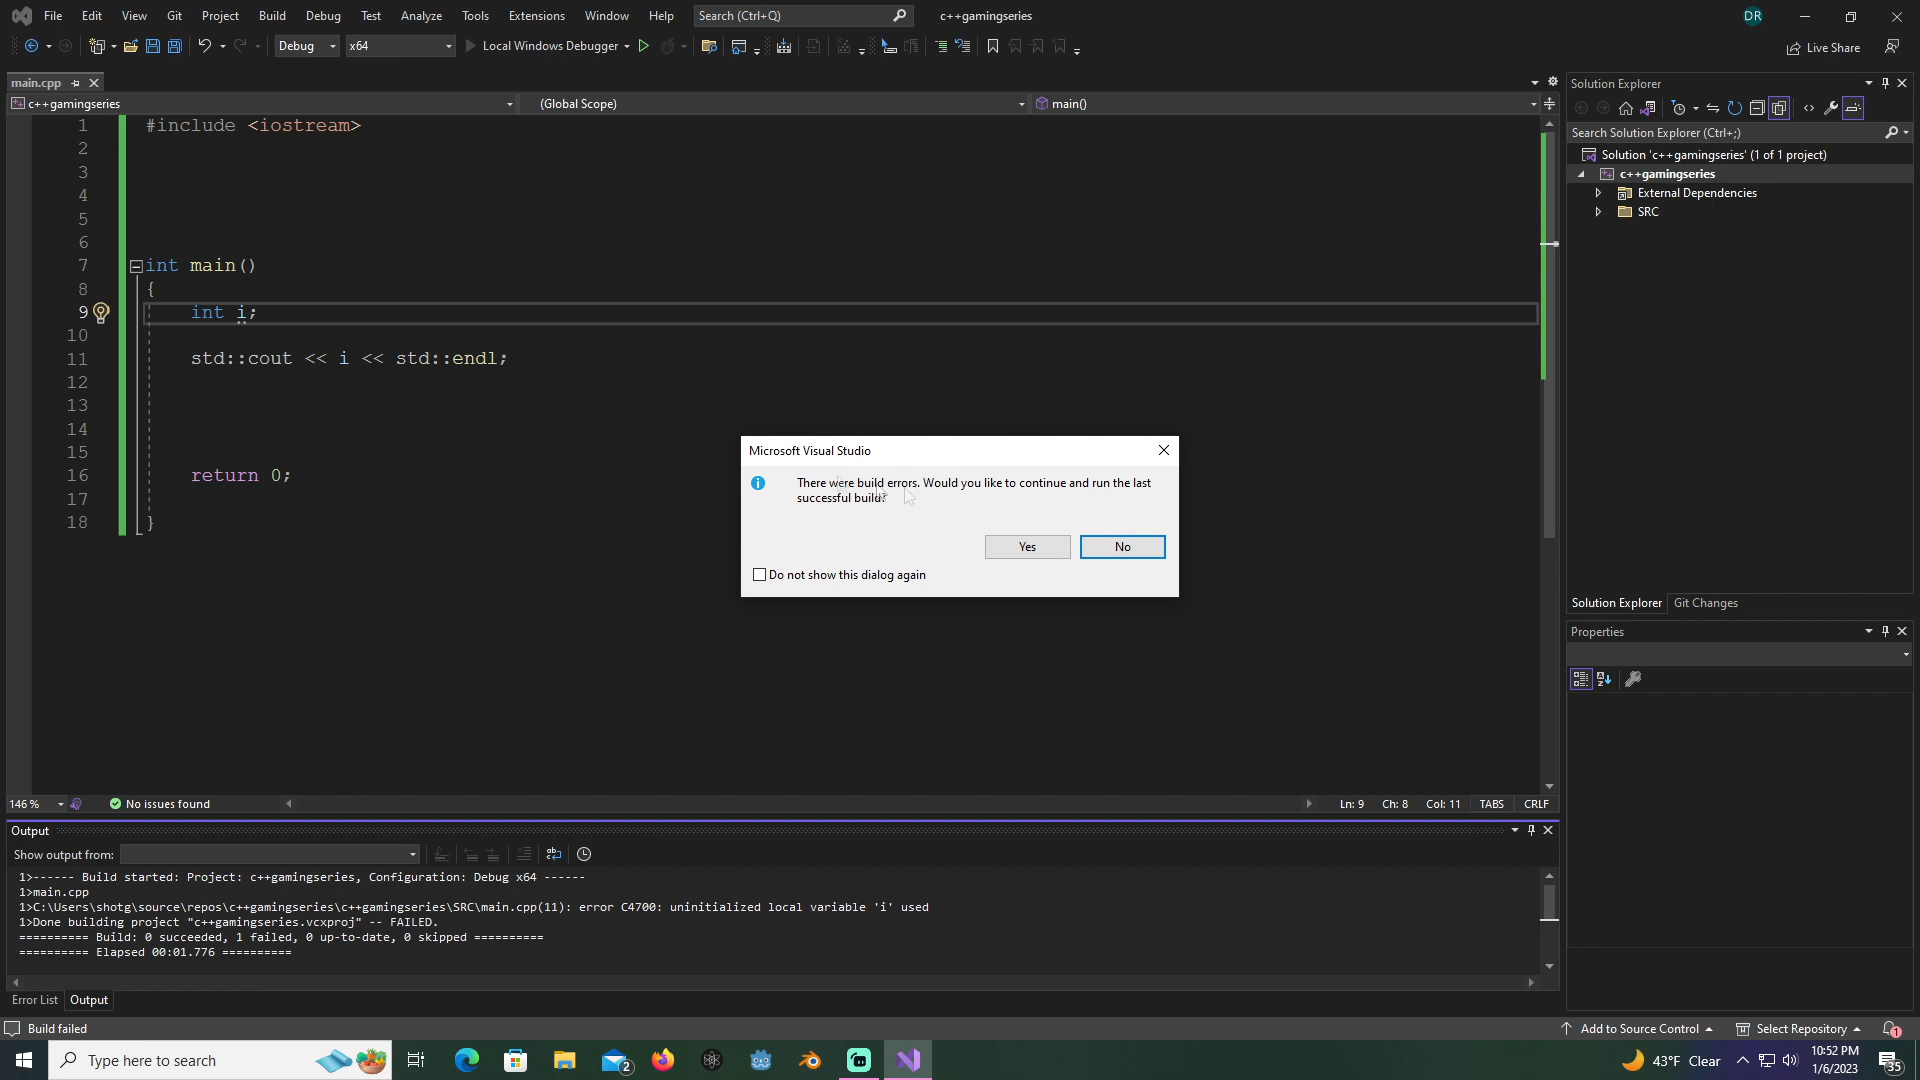 File Edit View Git Project Build Debug Test Analyze Tools Extensions Window Help Search (Ctrl+Q) c++gamingseries DR
Debug x64 Local Windows Debugger Live Share
main.cpp
c++gamingseries (Global Scope) main()
1 #include <iostream>
2
3
4
5
6
7 int main()
8 {
9 int i;
10
11 std::cout << i << std::endl;
12
13
14
15
16 return 0;
17
18 }
Microsoft Visual Studio
There were build errors. Would you like to continue and run the last
successful build?
Yes No
Do not show this dialog again
Solution Explorer
Search Solution Explorer (Ctrl+;)
Solution 'c++gamingseries' (1 of 1 project)
c++gamingseries
External Dependencies
SRC
Solution Explorer Git Changes
Properties
146 % No issues found Ln: 9 Ch: 8 Col: 11 TABS CRLF
Output
Show output from:
1>------ Build started: Project: c++gamingseries, Configuration: Debug x64 ------
1>main.cpp
1>C:\Users\shotg\source\repos\c++gamingseries\c++gamingseries\SRC\main.cpp(11): error C4700: uninitialized local variable 'i' used
1>Done building project "c++gamingseries.vcxproj" -- FAILED.
========== Build: 0 succeeded, 1 failed, 0 up-to-date, 0 skipped ==========
========== Elapsed 00:01.776 ==========
Error List Output
Build failed Add to Source Control Select Repository 1
Type here to search 2 43°F Clear 10:52 PM
1/6/2023
35